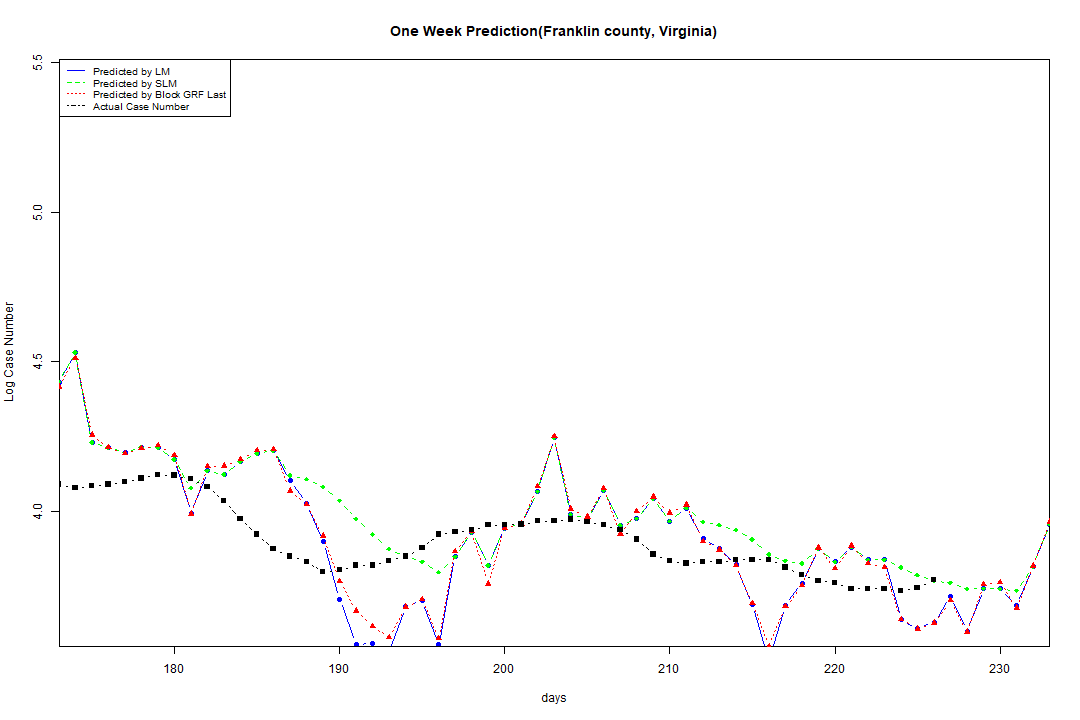 One Week Prediction(Franklin county, Virginia)
Predicted by LM
Predicted by SLM
Predicted by Block GRF Last
Actual Case Number
Log Case Number
5.5
5.0
4.5
4.0
180 190 200 210 220 230
days